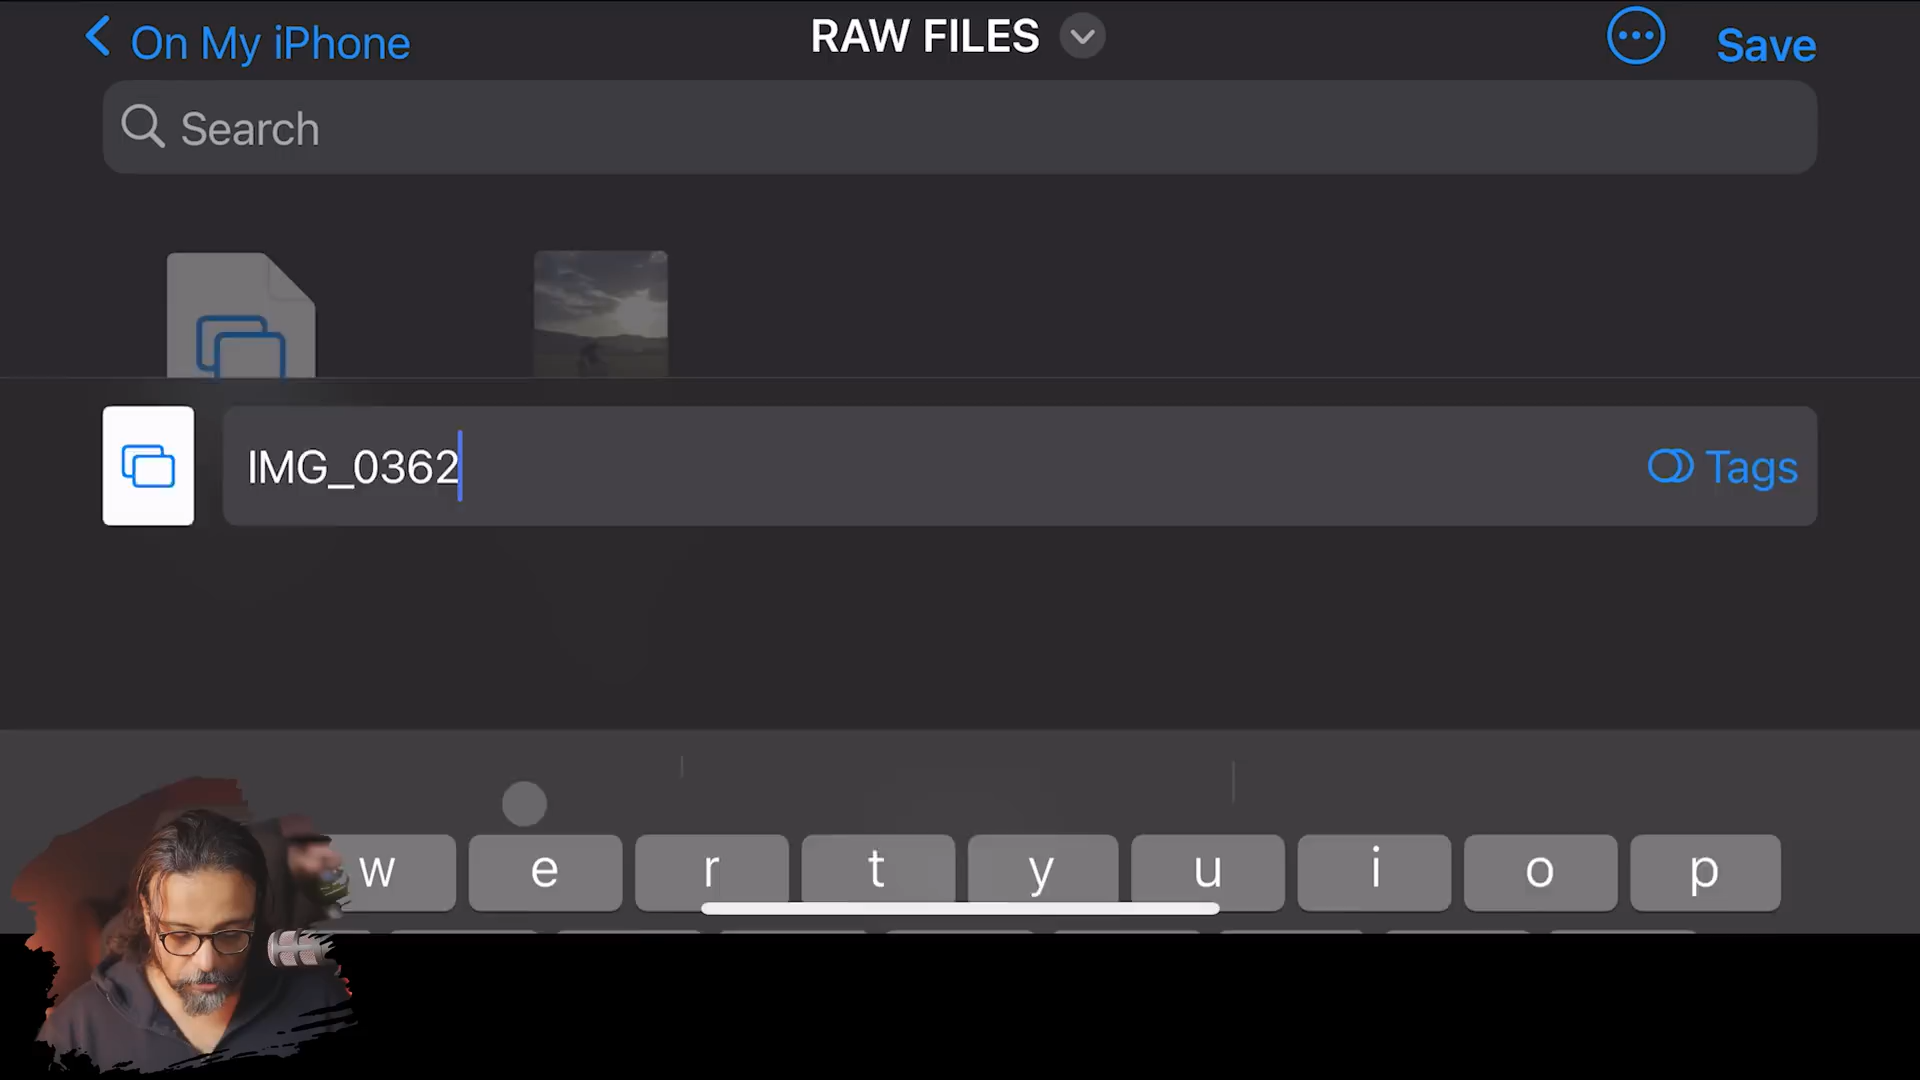 On My iPhone
RAW FILES
Save
Search
IMG_0362
Tags
w e r t y u i o p